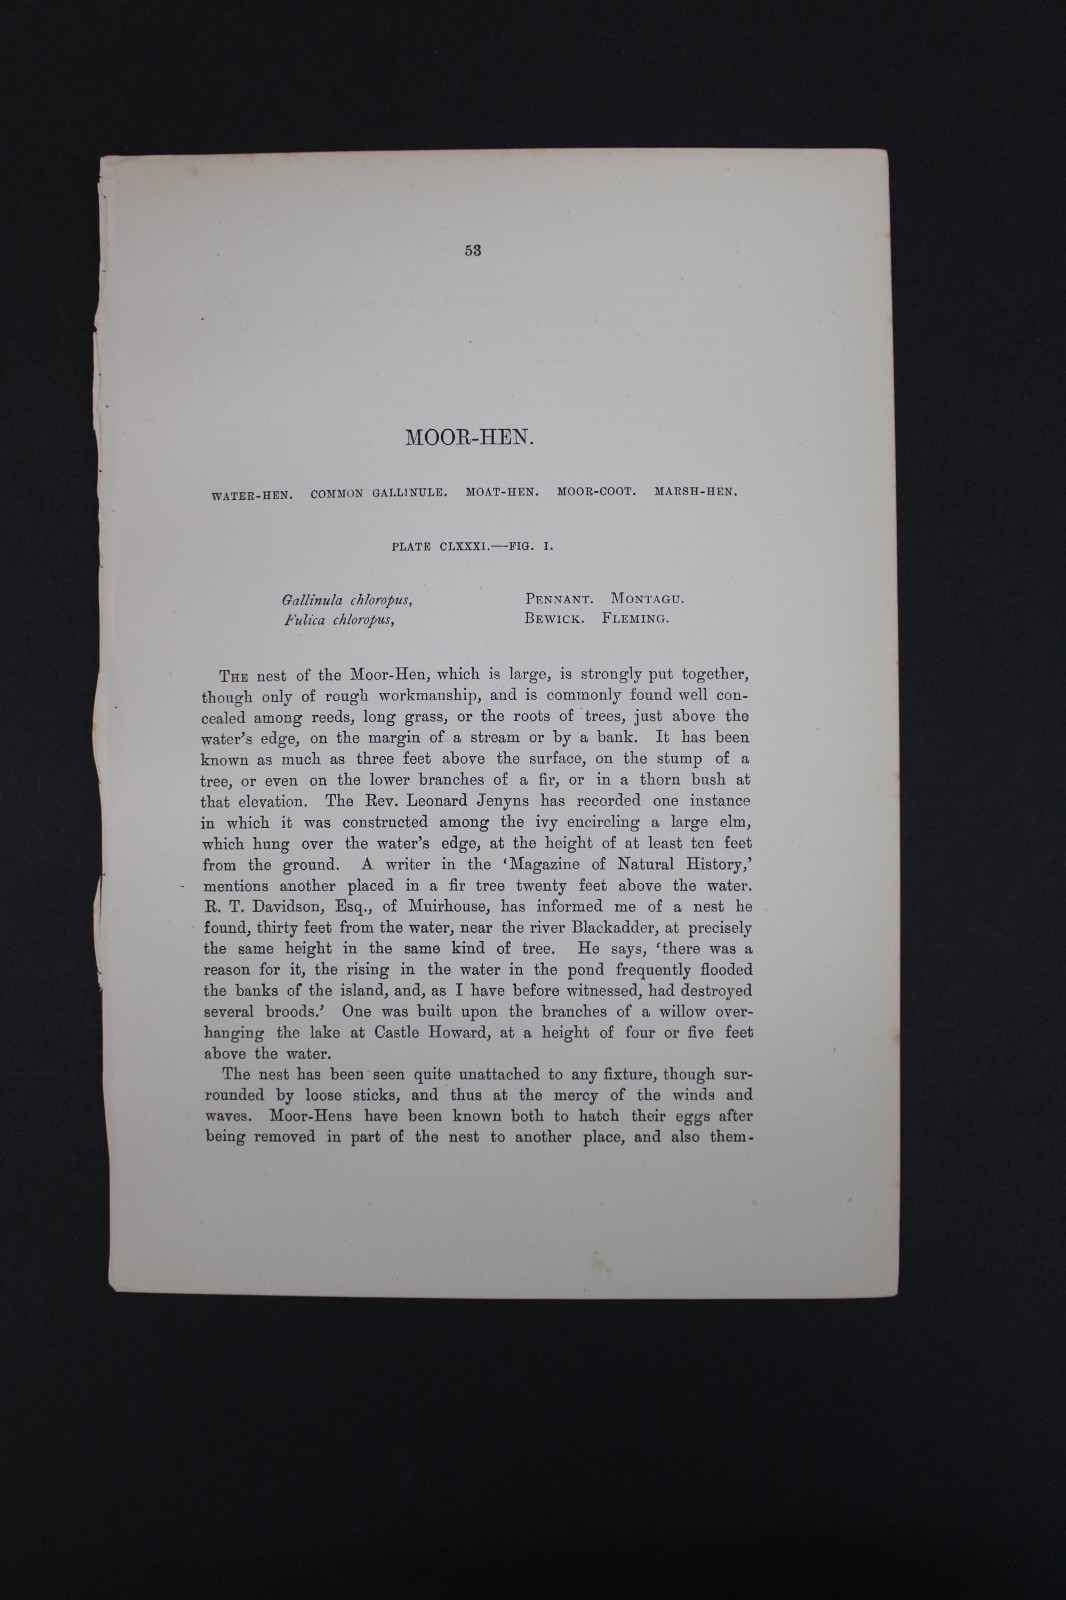 53
MOOR-HEN.
WATER-HEN. COMMON GALLINULE. MOAT-HEN. MOOR-COOT. MARSH-HEN.
PLATE CLXXXI.—FIG. I.
Gallinula chloropus, PENNANT. MONTAGU.
Fulica chloropus, BEWICK. FLEMING.
THE nest of the Moor-Hen, which is large, is strongly put together,
though only of rough workmanship, and is commonly found well con-
cealed among reeds, long grass, or the roots of trees, just above the
water's edge, on the margin of a stream or by a bank. It has been
known as much as three feet above the surface, on the stump of a
tree, or even on the lower branches of a fir, or in a thorn bush at
that elevation. The Rev. Leonard Jenyns has recorded one instance
in which it was constructed among the ivy encircling a large elm,
which hung over the water's edge, at the height of at least ten feet
from the ground. A writer in the 'Magazine of Natural History,'
mentions another placed in a fir tree twenty feet above the water.
R. T. Davidson, Esq., of Muirhouse, has informed me of a nest he
found, thirty feet from the water, near the river Blackadder, at precisely
the same height in the same kind of tree. He says, 'there was a
reason for it, the rising in the water in the pond frequently flooded
the banks of the island, and, as I have before witnessed, had destroyed
several broods.' One was built upon the branches of a willow over-
hanging the lake at Castle Howard, at a height of four or five feet
above the water.
The nest has been seen quite unattached to any fixture, though sur-
rounded by loose sticks, and thus at the mercy of the winds and
waves. Moor-Hens have been known both to hatch their eggs after
being removed in part of the nest to another place, and also them-